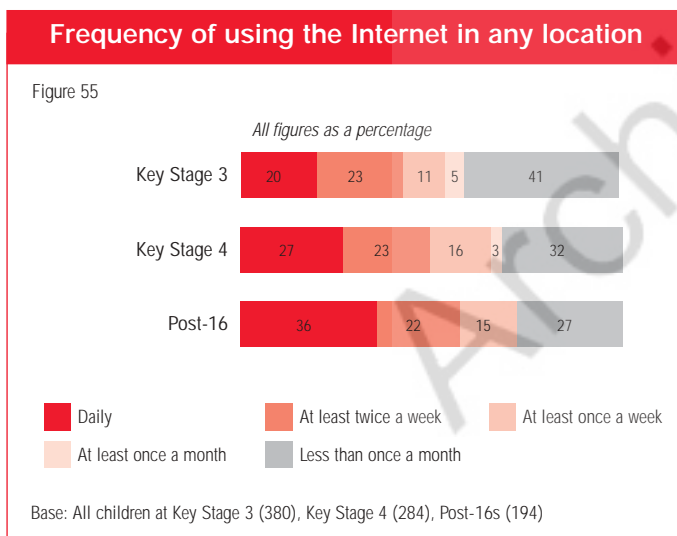 Frequency of using the Internet in any location
Figure 55
All figures as a percentage
Key Stage 3 20 23 11 5 41
Key Stage 4 27 23 16 3 32
Post-16 36 22 15 27
Daily At least twice a week At least once a week
At least once a month Less than once a month
Base: All children at Key Stage 3 (380), Key Stage 4 (284), Post-16s (194)
Arch